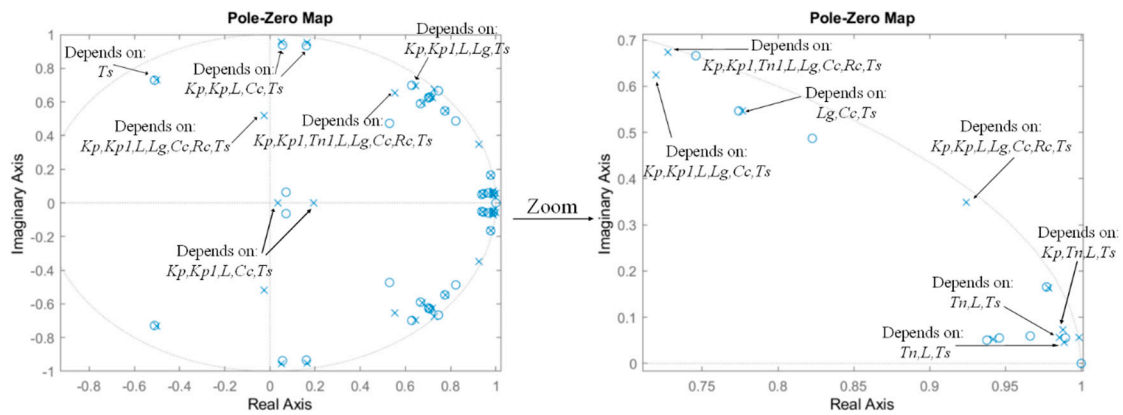 Pole-Zero Map
Depends on:
Ts
Depends on:
Kp,Kp1,L,Lg,Ts
Depends on:
Kp,Kp,L,Cc,Ts
Kp,Kp1,L,Lg,Cc,Rc,Ts
Depends on:
Kp,Kp1,Tn1,L,Lg,Cc,Rc,Ts
Depends on:
Depends on:
Kp,Kp1,L,Cc,Ts
Imaginary Axis
1
0.8
0.6
0.4
0.2
0
-0.2
-0.4
-0.6
-0.8
-1
-0.8
-0.6
-0.4
-0.2
0
0.2
0.4
0.6
0.8
1
Real Axis
Zoom
Pole-Zero Map
Depends on:
Kp,Kp1,Tn1,L,Lg,Cc,Rc,Ts
Depends on:
Lg,Cc,Ts
Depends on:
Kp,Kp1,L,Lg,Cc,Ts
Depends on:
Kp,Kp,L,Lg,Cc,Rc,Ts
Depends on:
Kp,Tn,L,Ts
Depends on:
Tn,L,Ts
Depends on:
Tn,L,Ts
Imaginary Axis
0.7
0.6
0.5
0.4
0.3
0.2
0.1
0
0.75
0.8
0.85
0.9
0.95
1
Real Axis